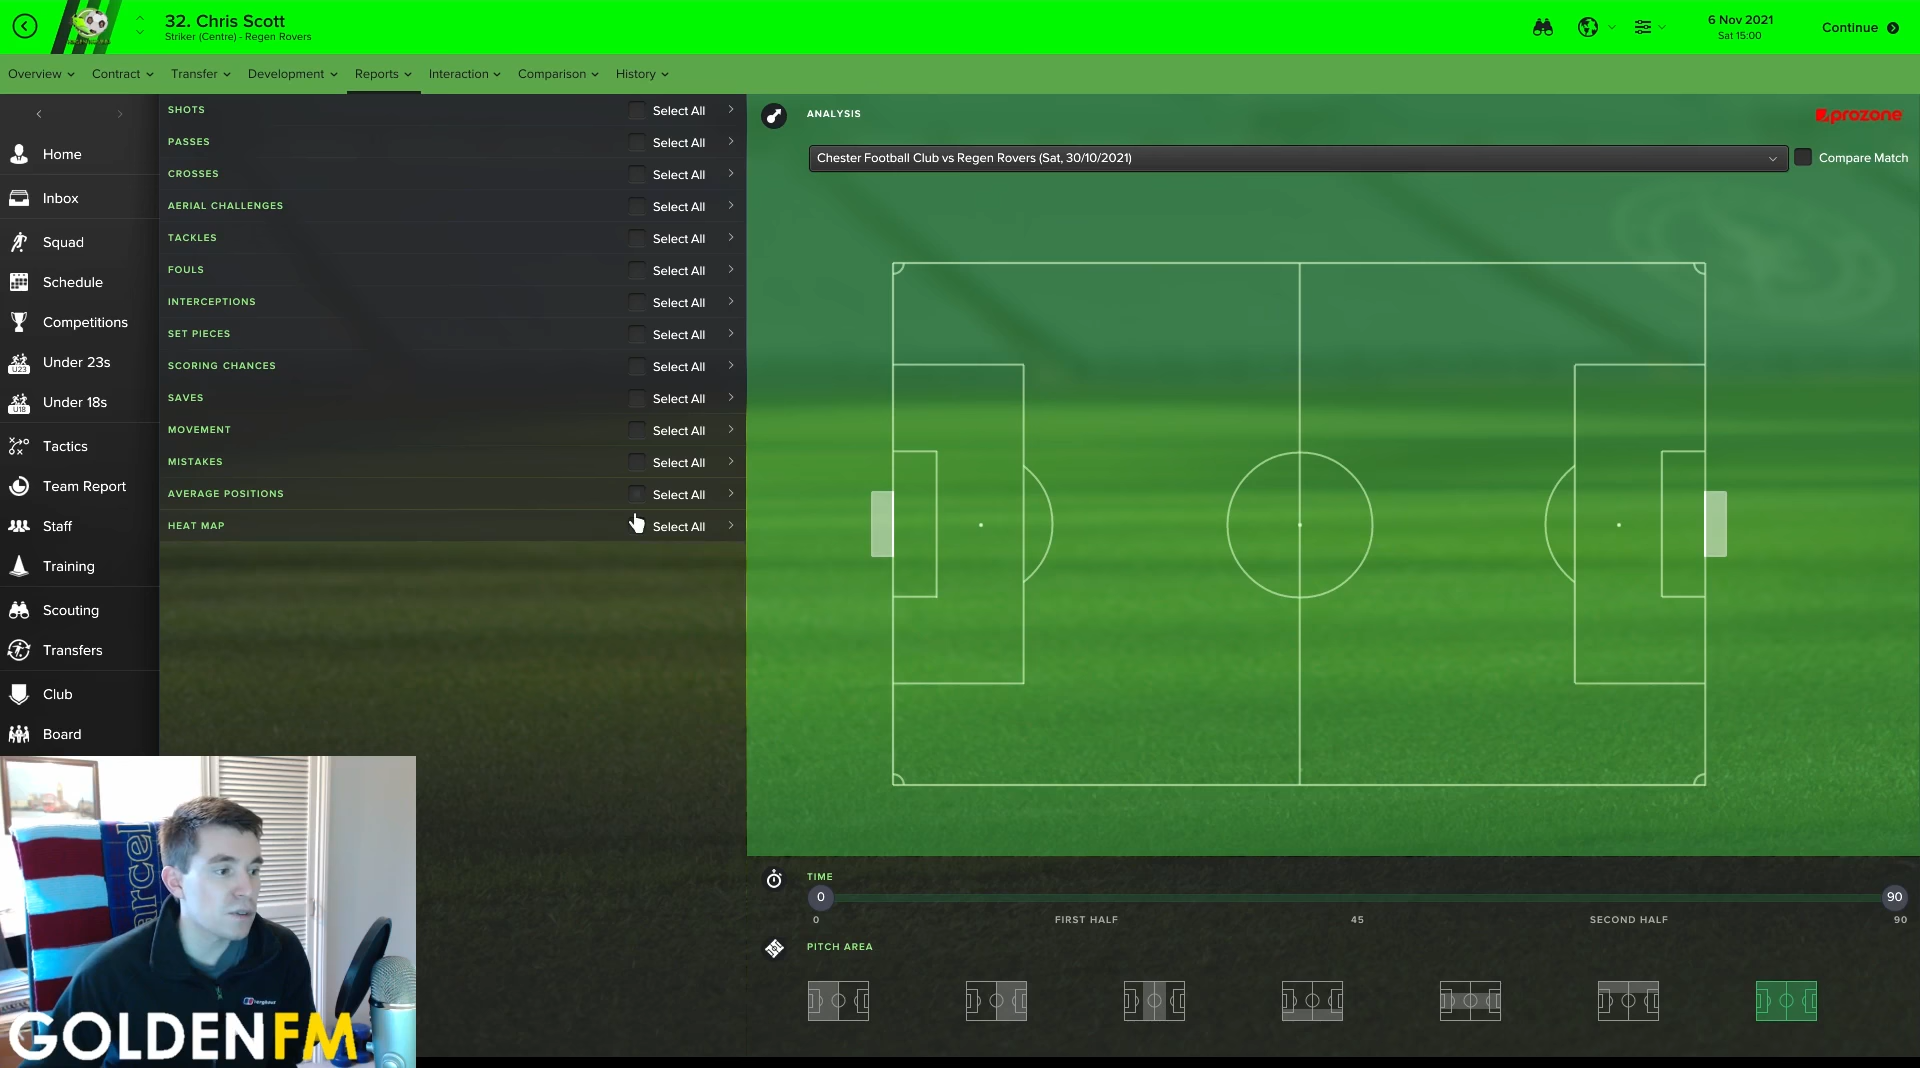 32. Chris Scott
Striker (Centre) - Regen Rovers
6 Nov 2021
Sat 15:00
Continue
Overview
Contract
Transfer
Development
Reports
Interaction
Comparison
History
Home
Inbox
Squad
Schedule
Competitions
U23
Under 23s
U18
Under 18s
Tactics
Team Report
Staff
Training
Scouting
Transfers
Club
Board
SHOTS Select All
PASSES Select All
CROSSES Select All
AERIAL CHALLENGES Select All
TACKLES Select All
FOULS Select All
INTERCEPTIONS Select All
SET PIECES Select All
SCORING CHANCES Select All
SAVES Select All
MOVEMENT Select All
MISTAKES Select All
AVERAGE POSITIONS Select All
HEAT MAP Select All
ANALYSIS
prozone
Chester Football Club vs Regen Rovers (Sat, 30/10/2021)
Compare Match
TIME
0 90
0 FIRST HALF 45 SECOND HALF 90
PITCH AREA
arcel
berghaus
GOLDENFM